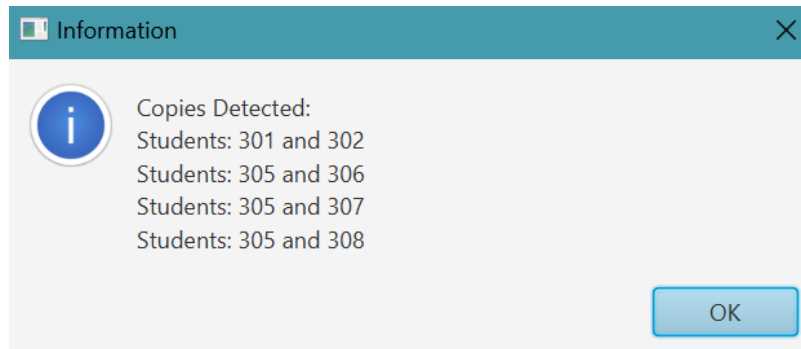 Information
Copies Detected:
Students: 301 and 302
Students: 305 and 306
Students: 305 and 307
Students: 305 and 308
OK